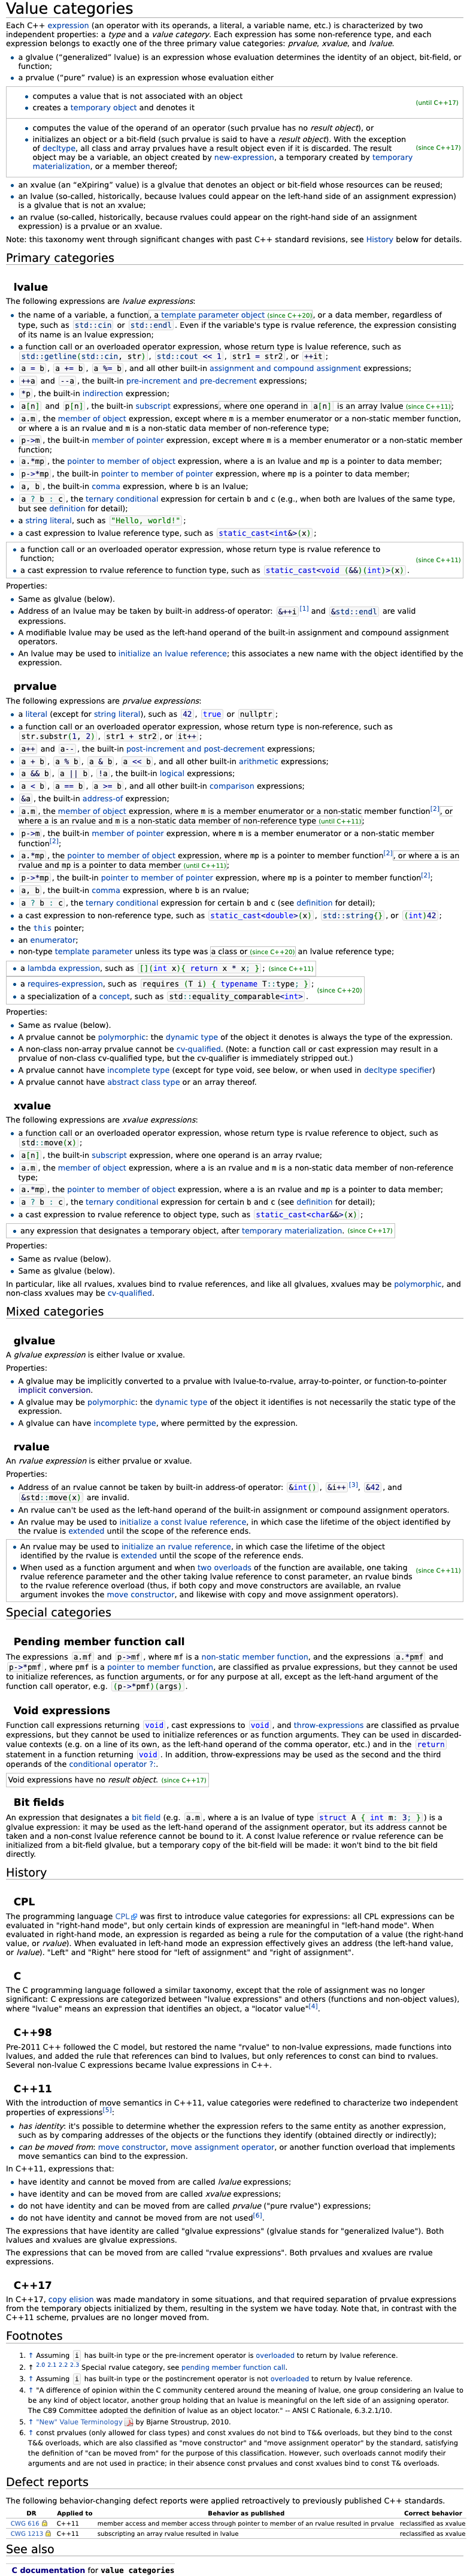 Value categories
Each C++ expression (an operator with its operands, a literal, a variable name, etc.) is characterized by two
independent properties: a type and a value category. Each expression has some non-reference type, and each
expression belongs to exactly one of the three primary value categories: prvalue, xvalue, and lvalue.
• a glvalue ("generalized" lvalue) is an expression whose evaluation determines the identity of an object, bit-field, or
function;
• a prvalue ("pure" rvalue) is an expression whose evaluation either
• computes a value that is not associated with an object
• creates a temporary object and denotes it
(until C++17)
• computes the value of the operand of an operator (such prvalue has no result object), or
• initializes an object or a bit-field (such prvalue is said to have a result object). With the exception
of decltype, all class and array prvalues have a result object even if it is discarded. The result
object may be a variable, an object created by new-expression, a temporary created by temporary
materialization, or a member thereof;
(since C++17)
• an xvalue (an "eXpiring" value) is a glvalue that denotes an object or bit-field whose resources can be reused;
• an lvalue (so-called, historically, because lvalues could appear on the left-hand side of an assignment expression)
is a glvalue that is not an xvalue;
• an rvalue (so-called, historically, because rvalues could appear on the right-hand side of an assignment
expression) is a prvalue or an xvalue.
Note: this taxonomy went through significant changes with past C++ standard revisions, see History below for details.
Primary categories
lvalue
The following expressions are lvalue expressions:
• the name of a variable, a function, a template parameter object (since C++20), or a data member, regardless of
type, such as std::cin or std::endl. Even if the variable's type is rvalue reference, the expression consisting
of its name is an lvalue expression;
• a function call or an overloaded operator expression, whose return type is lvalue reference, such as
std::getline(std::cin, str), std::cout << 1, str1 = str2, or ++it;
• a = b, a += b, a %= b, and all other built-in assignment and compound assignment expressions;
• ++a and --a, the built-in pre-increment and pre-decrement expressions;
• *p, the built-in indirection expression;
• a[n] and p[n], the built-in subscript expressions, where one operand in a[n] is an array lvalue (since C++11);
• a.m, the member of object expression, except where m is a member enumerator or a non-static member function,
or where a is an rvalue and m is a non-static data member of non-reference type;
• p->m, the built-in member of pointer expression, except where m is a member enumerator or a non-static member
function;
• a.*mp, the pointer to member of object expression, where a is an lvalue and mp is a pointer to data member;
• p->*mp, the built-in pointer to member of pointer expression, where mp is a pointer to data member;
• a, b, the built-in comma expression, where b is an lvalue;
• a ? b : c, the ternary conditional expression for certain b and c (e.g., when both are lvalues of the same type,
but see definition for detail);
• a string literal, such as "Hello, world!";
• a cast expression to lvalue reference type, such as static_cast<int&>(x);
• a function call or an overloaded operator expression, whose return type is rvalue reference to
function;
• a cast expression to rvalue reference to function type, such as static_cast<void (&&)(int)>(x).
(since C++11)
Properties:
• Same as glvalue (below).
• Address of an lvalue may be taken by built-in address-of operator: &++i[1] and &std::endl are valid
expressions.
• A modifiable lvalue may be used as the left-hand operand of the built-in assignment and compound assignment
operators.
• An lvalue may be used to initialize an lvalue reference; this associates a new name with the object identified by the
expression.
prvalue
The following expressions are prvalue expressions:
• a literal (except for string literal), such as 42, true or nullptr;
• a function call or an overloaded operator expression, whose return type is non-reference, such as
str.substr(1, 2), str1 + str2, or it++;
• a++ and a--, the built-in post-increment and post-decrement expressions;
• a + b, a % b, a & b, a << b, and all other built-in arithmetic expressions;
• a && b, a || b, !a, the built-in logical expressions;
• a < b, a == b, a >= b, and all other built-in comparison expressions;
• &a, the built-in address-of expression;
• a.m, the member of object expression, where m is a member enumerator or a non-static member function[2], or
where a is an rvalue and m is a non-static data member of non-reference type (until C++11);
• p->m, the built-in member of pointer expression, where m is a member enumerator or a non-static member
function[2];
• a.*mp, the pointer to member of object expression, where mp is a pointer to member function[2], or where a is an
rvalue and mp is a pointer to data member (until C++11);
• p->*mp, the built-in pointer to member of pointer expression, where mp is a pointer to member function[2];
• a, b, the built-in comma expression, where b is an rvalue;
• a ? b : c, the ternary conditional expression for certain b and c (see definition for detail);
• a cast expression to non-reference type, such as static_cast<double>(x), std::string{}, or (int)42;
• the this pointer;
• an enumerator;
• non-type template parameter unless its type was a class or (since C++20) an lvalue reference type;
• a lambda expression, such as [](int x){ return x * x; }; (since C++11)
• a requires-expression, such as requires (T i) { typename T::type; };
• a specialization of a concept, such as std::equality_comparable<int>.
(since C++20)
Properties:
• Same as rvalue (below).
• A prvalue cannot be polymorphic: the dynamic type of the object it denotes is always the type of the expression.
• A non-class non-array prvalue cannot be cv-qualified. (Note: a function call or cast expression may result in a
prvalue of non-class cv-qualified type, but the cv-qualifier is immediately stripped out.)
• A prvalue cannot have incomplete type (except for type void, see below, or when used in decltype specifier)
• A prvalue cannot have abstract class type or an array thereof.
xvalue
The following expressions are xvalue expressions:
• a function call or an overloaded operator expression, whose return type is rvalue reference to object, such as
std::move(x);
• a[n], the built-in subscript expression, where one operand is an array rvalue;
• a.m, the member of object expression, where a is an rvalue and m is a non-static data member of non-reference
type;
• a.*mp, the pointer to member of object expression, where a is an rvalue and mp is a pointer to data member;
• a ? b : c, the ternary conditional expression for certain b and c (see definition for detail);
• a cast expression to rvalue reference to object type, such as static_cast<char&&>(x);
• any expression that designates a temporary object, after temporary materialization. (since C++17)
Properties:
• Same as rvalue (below).
• Same as glvalue (below).
In particular, like all rvalues, xvalues bind to rvalue references, and like all glvalues, xvalues may be polymorphic, and
non-class xvalues may be cv-qualified.
Mixed categories
glvalue
A glvalue expression is either lvalue or xvalue.
Properties:
• A glvalue may be implicitly converted to a prvalue with lvalue-to-rvalue, array-to-pointer, or function-to-pointer
implicit conversion.
• A glvalue may be polymorphic: the dynamic type of the object it identifies is not necessarily the static type of the
expression.
• A glvalue can have incomplete type, where permitted by the expression.
rvalue
An rvalue expression is either prvalue or xvalue.
Properties:
• Address of an rvalue cannot be taken by built-in address-of operator: &int(), &i++[3], &42, and
&std::move(x) are invalid.
• An rvalue can't be used as the left-hand operand of the built-in assignment or compound assignment operators.
• An rvalue may be used to initialize a const lvalue reference, in which case the lifetime of the object identified by
the rvalue is extended until the scope of the reference ends.
• An rvalue may be used to initialize an rvalue reference, in which case the lifetime of the object
identified by the rvalue is extended until the scope of the reference ends.
• When used as a function argument and when two overloads of the function are available, one taking
rvalue reference parameter and the other taking lvalue reference to const parameter, an rvalue binds
to the rvalue reference overload (thus, if both copy and move constructors are available, an rvalue
argument invokes the move constructor, and likewise with copy and move assignment operators).
(since C++11)
Special categories
Pending member function call
The expressions a.mf and p->mf, where mf is a non-static member function, and the expressions a.*pmf and
p->*pmf, where pmf is a pointer to member function, are classified as prvalue expressions, but they cannot be used
to initialize references, as function arguments, or for any purpose at all, except as the left-hand argument of the
function call operator, e.g. (p->*pmf)(args).
Void expressions
Function call expressions returning void, cast expressions to void, and throw-expressions are classified as prvalue
expressions, but they cannot be used to initialize references or as function arguments. They can be used in discarded-
value contexts (e.g. on a line of its own, as the left-hand operand of the comma operator, etc.) and in the return
statement in a function returning void. In addition, throw-expressions may be used as the second and the third
operands of the conditional operator ?:.
Void expressions have no result object. (since C++17)
Bit fields
An expression that designates a bit field (e.g. a.m, where a is an lvalue of type struct A { int m: 3; }) is a
glvalue expression: it may be used as the left-hand operand of the assignment operator, but its address cannot be
taken and a non-const lvalue reference cannot be bound to it. A const lvalue reference or rvalue reference can be
initialized from a bit-field glvalue, but a temporary copy of the bit-field will be made: it won't bind to the bit field
directly.
History
CPL
The programming language CPL was first to introduce value categories for expressions: all CPL expressions can be
evaluated in "right-hand mode", but only certain kinds of expression are meaningful in "left-hand mode". When
evaluated in right-hand mode, an expression is regarded as being a rule for the computation of a value (the right-hand
value, or rvalue). When evaluated in left-hand mode an expression effectively gives an address (the left-hand value,
or lvalue). "Left" and "Right" here stood for "left of assignment" and "right of assignment".
C
The C programming language followed a similar taxonomy, except that the role of assignment was no longer
significant: C expressions are categorized between "lvalue expressions" and others (functions and non-object values),
where "lvalue" means an expression that identifies an object, a "locator value"[4].
C++98
Pre-2011 C++ followed the C model, but restored the name "rvalue" to non-lvalue expressions, made functions into
lvalues, and added the rule that references can bind to lvalues, but only references to const can bind to rvalues.
Several non-lvalue C expressions became lvalue expressions in C++.
C++11
With the introduction of move semantics in C++11, value categories were redefined to characterize two independent
properties of expressions[5]:
• has identity: it's possible to determine whether the expression refers to the same entity as another expression,
such as by comparing addresses of the objects or the functions they identify (obtained directly or indirectly);
• can be moved from: move constructor, move assignment operator, or another function overload that implements
move semantics can bind to the expression.
In C++11, expressions that:
• have identity and cannot be moved from are called lvalue expressions;
• have identity and can be moved from are called xvalue expressions;
• do not have identity and can be moved from are called prvalue ("pure rvalue") expressions;
• do not have identity and cannot be moved from are not used[6].
The expressions that have identity are called "glvalue expressions" (glvalue stands for "generalized lvalue"). Both
lvalues and xvalues are glvalue expressions.
The expressions that can be moved from are called "rvalue expressions". Both prvalues and xvalues are rvalue
expressions.
C++17
In C++17, copy elision was made mandatory in some situations, and that required separation of prvalue expressions
from the temporary objects initialized by them, resulting in the system we have today. Note that, in contrast with the
C++11 scheme, prvalues are no longer moved from.
Footnotes
1. ↑ Assuming i has built-in type or the pre-increment operator is overloaded to return by lvalue reference.
2. ↑ 2.0 2.1 2.2 2.3 Special rvalue category, see pending member function call.
3. ↑ Assuming i has built-in type or the postincrement operator is not overloaded to return by lvalue reference.
4. ↑ "A difference of opinion within the C community centered around the meaning of lvalue, one group considering an lvalue to
be any kind of object locator, another group holding that an lvalue is meaningful on the left side of an assigning operator.
The C89 Committee adopted the definition of lvalue as an object locator." -- ANSI C Rationale, 6.3.2.1/10.
5. ↑ "New" Value Terminology by Bjarne Stroustrup, 2010.
6. ↑ const prvalues (only allowed for class types) and const xvalues do not bind to T&& overloads, but they bind to the const
T&& overloads, which are also classified as "move constructor" and "move assignment operator" by the standard, satisfying
the definition of "can be moved from" for the purpose of this classification. However, such overloads cannot modify their
arguments and are not used in practice; in their absence const prvalues and const xvalues bind to const T& overloads.
Defect reports
The following behavior-changing defect reports were applied retroactively to previously published C++ standards.
DR Applied to Behavior as published Correct behavior
CWG 616 C++11 member access and member access through pointer to member of an rvalue resulted in prvalue reclassified as xvalue
CWG 1213 C++11 subscripting an array rvalue resulted in lvalue reclassified as xvalue
See also
C documentation for value categories